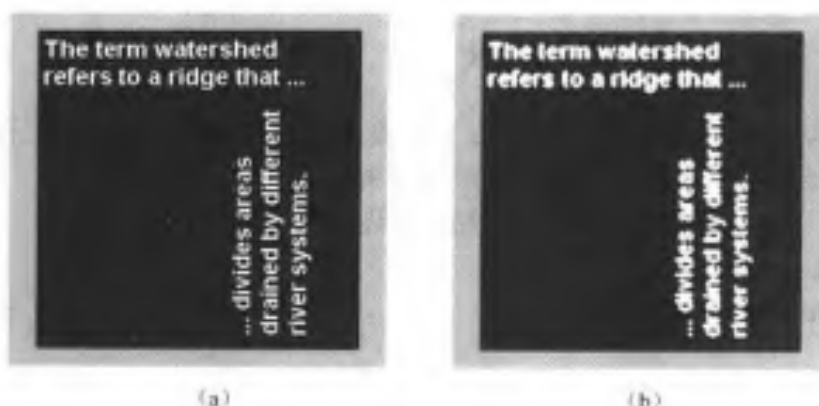 The term watershed
refers to a ridge that ...
... divides areas
drained by different
river systems.
(a)
The term watershed
refers to a ridge that ...
... divides areas
drained by different
river systems.
(b)